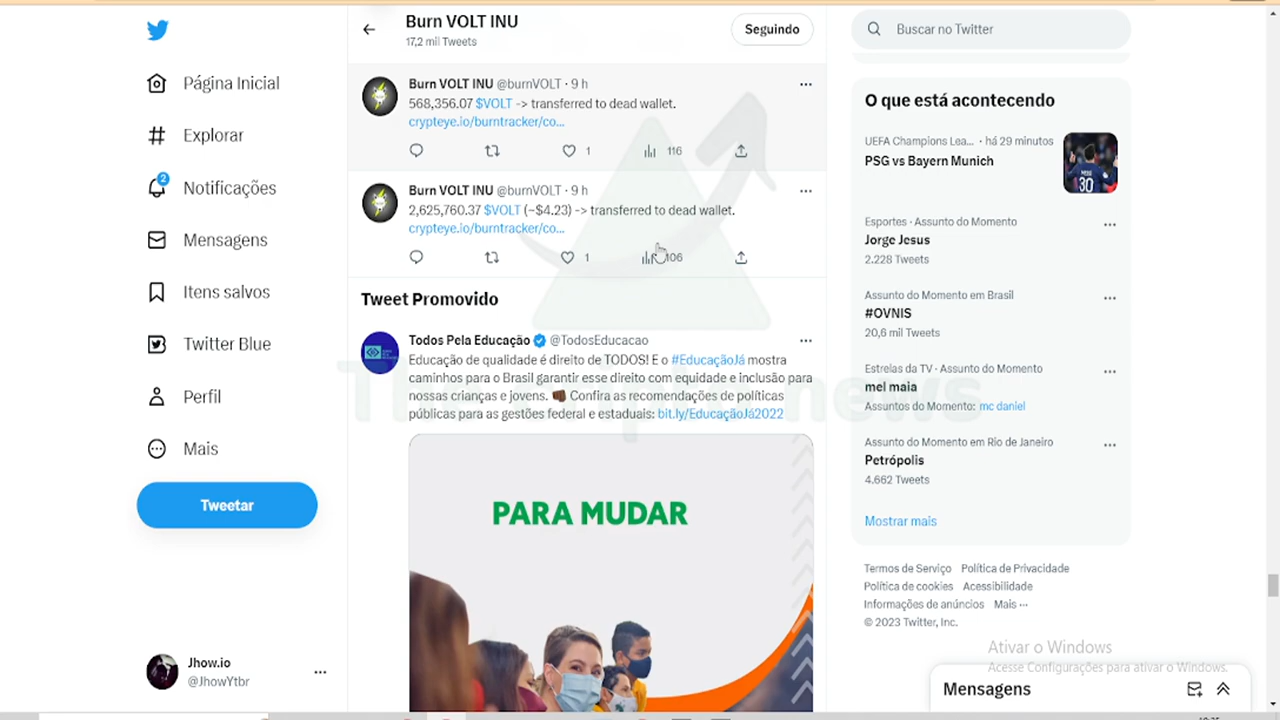 Burn VOLT INU
17,2 mil Tweets
Seguindo
Página Inicial
Explorar
2
Notificações
Mensagens
Itens salvos
Twitter Blue
Perfil
Mais
Tweetar
Jhow.io
@JhowYtbr
Burn VOLT INU @burnVOLT · 9 h
568,356.07 $VOLT -> transferred to dead wallet.
crypteye.io/burntracker/co...
1
116
Burn VOLT INU @burnVOLT · 9 h
2,625,760.37 $VOLT (~$4.23) -> transferred to dead wallet.
crypteye.io/burntracker/co...
1
106
Tweet Promovido
Todos Pela Educação @TodosEducacao
Educação de qualidade é direito de TODOS! E o #EducaçãoJá mostra
caminhos para o Brasil garantir esse direito com equidade e inclusão para
nossas crianças e jovens. Confira as recomendações de políticas
públicas para as gestões federal e estaduais: bit.ly/EducaçãoJá2022
PARA MUDAR
Buscar no Twitter
O que está acontecendo
UEFA Champions Lea... · há 29 minutos
PSG vs Bayern Munich
30
Esportes · Assunto do Momento
Jorge Jesus
2.228 Tweets
Assunto do Momento em Brasil
#OVNIS
20,6 mil Tweets
Estrelas da TV · Assunto do Momento
mel maia
Assuntos do Momento: mc daniel
Assunto do Momento em Rio de Janeiro
Petrópolis
4.662 Tweets
Mostrar mais
Termos de Serviço Política de Privacidade
Política de cookies Acessibilidade
Informações de anúncios Mais ···
© 2023 Twitter, Inc.
Ativar o Windows
Acesse Configurações para ativar o Windows.
Mensagens